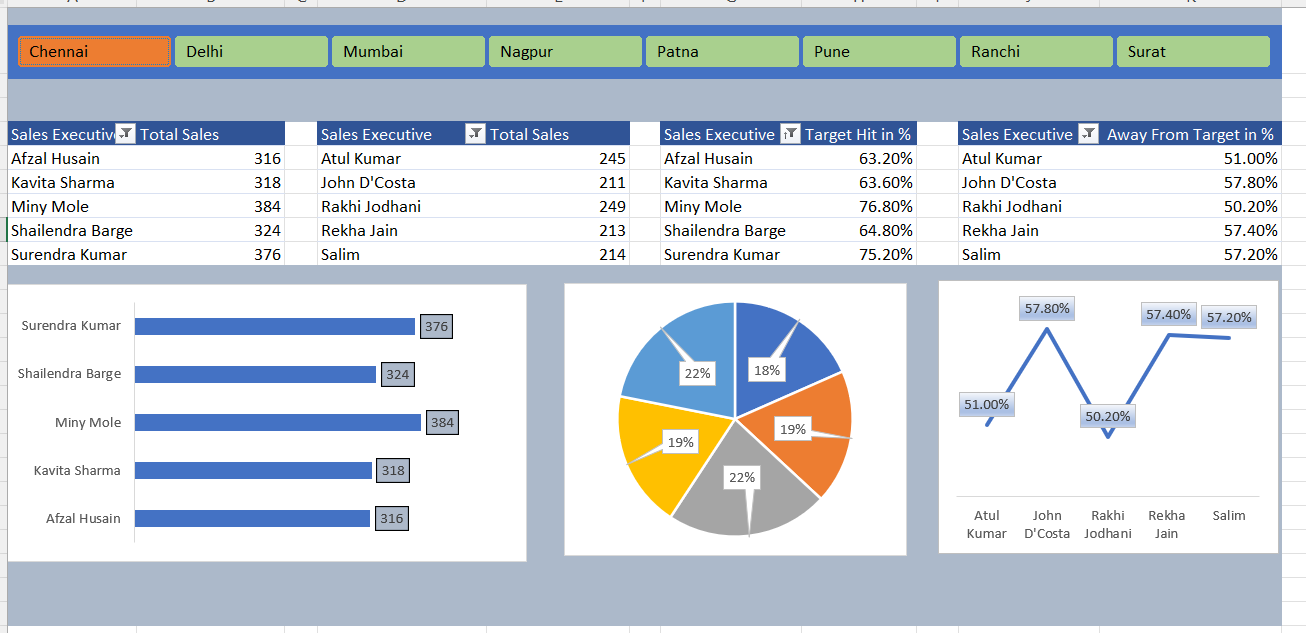 Chennai Delhi Mumbai Nagpur Patna Pune Ranchi Surat
Sales Executiv Total Sales Sales Executive Total Sales Sales Executive Target Hit in % Sales Executive Away From Target in %
Afzal Husain 316 Atul Kumar 245 Afzal Husain 63.20% Atul Kumar 51.00%
Kavita Sharma 318 John D'Costa 211 Kavita Sharma 63.60% John D'Costa 57.80%
Miny Mole 384 Rakhi Jodhani 249 Miny Mole 76.80% Rakhi Jodhani 50.20%
Shailendra Barge 324 Rekha Jain 213 Shailendra Barge 64.80% Rekha Jain 57.40%
Surendra Kumar 376 Salim 214 Surendra Kumar 75.20% Salim 57.20%
Surendra Kumar 376
Shailendra Barge 324
Miny Mole 384
Kavita Sharma 318
Afzal Husain 316
22% 18%
19% 19%
22%
57.80% 57.40% 57.20%
51.00% 50.20%
Atul John Rakhi Rekha Salim
Kumar D'Costa Jodhani Jain